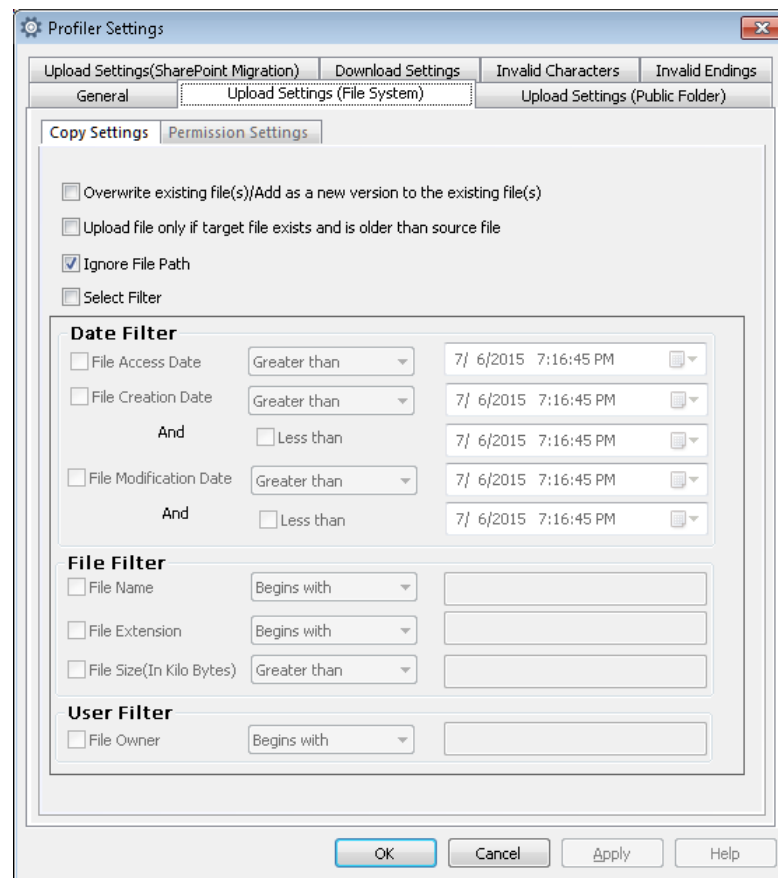 Profiler Settings
Upload Settings(SharePoint Migration) Download Settings Invalid Characters Invalid Endings
General Upload Settings (File System) Upload Settings (Public Folder)
Copy Settings Permission Settings
Overwrite existing file(s)/Add as a new version to the existing file(s)
Upload file only if target file exists and is older than source file
Ignore File Path
Select Filter
Date Filter
File Access Date Greater than 7/ 6/2015 7:16:45 PM
File Creation Date Greater than 7/ 6/2015 7:16:45 PM
And Less than 7/ 6/2015 7:16:45 PM
File Modification Date Greater than 7/ 6/2015 7:16:45 PM
And Less than 7/ 6/2015 7:16:45 PM
File Filter
File Name Begins with
File Extension Begins with
File Size(In Kilo Bytes) Greater than
User Filter
File Owner Begins with
OK Cancel Apply Help